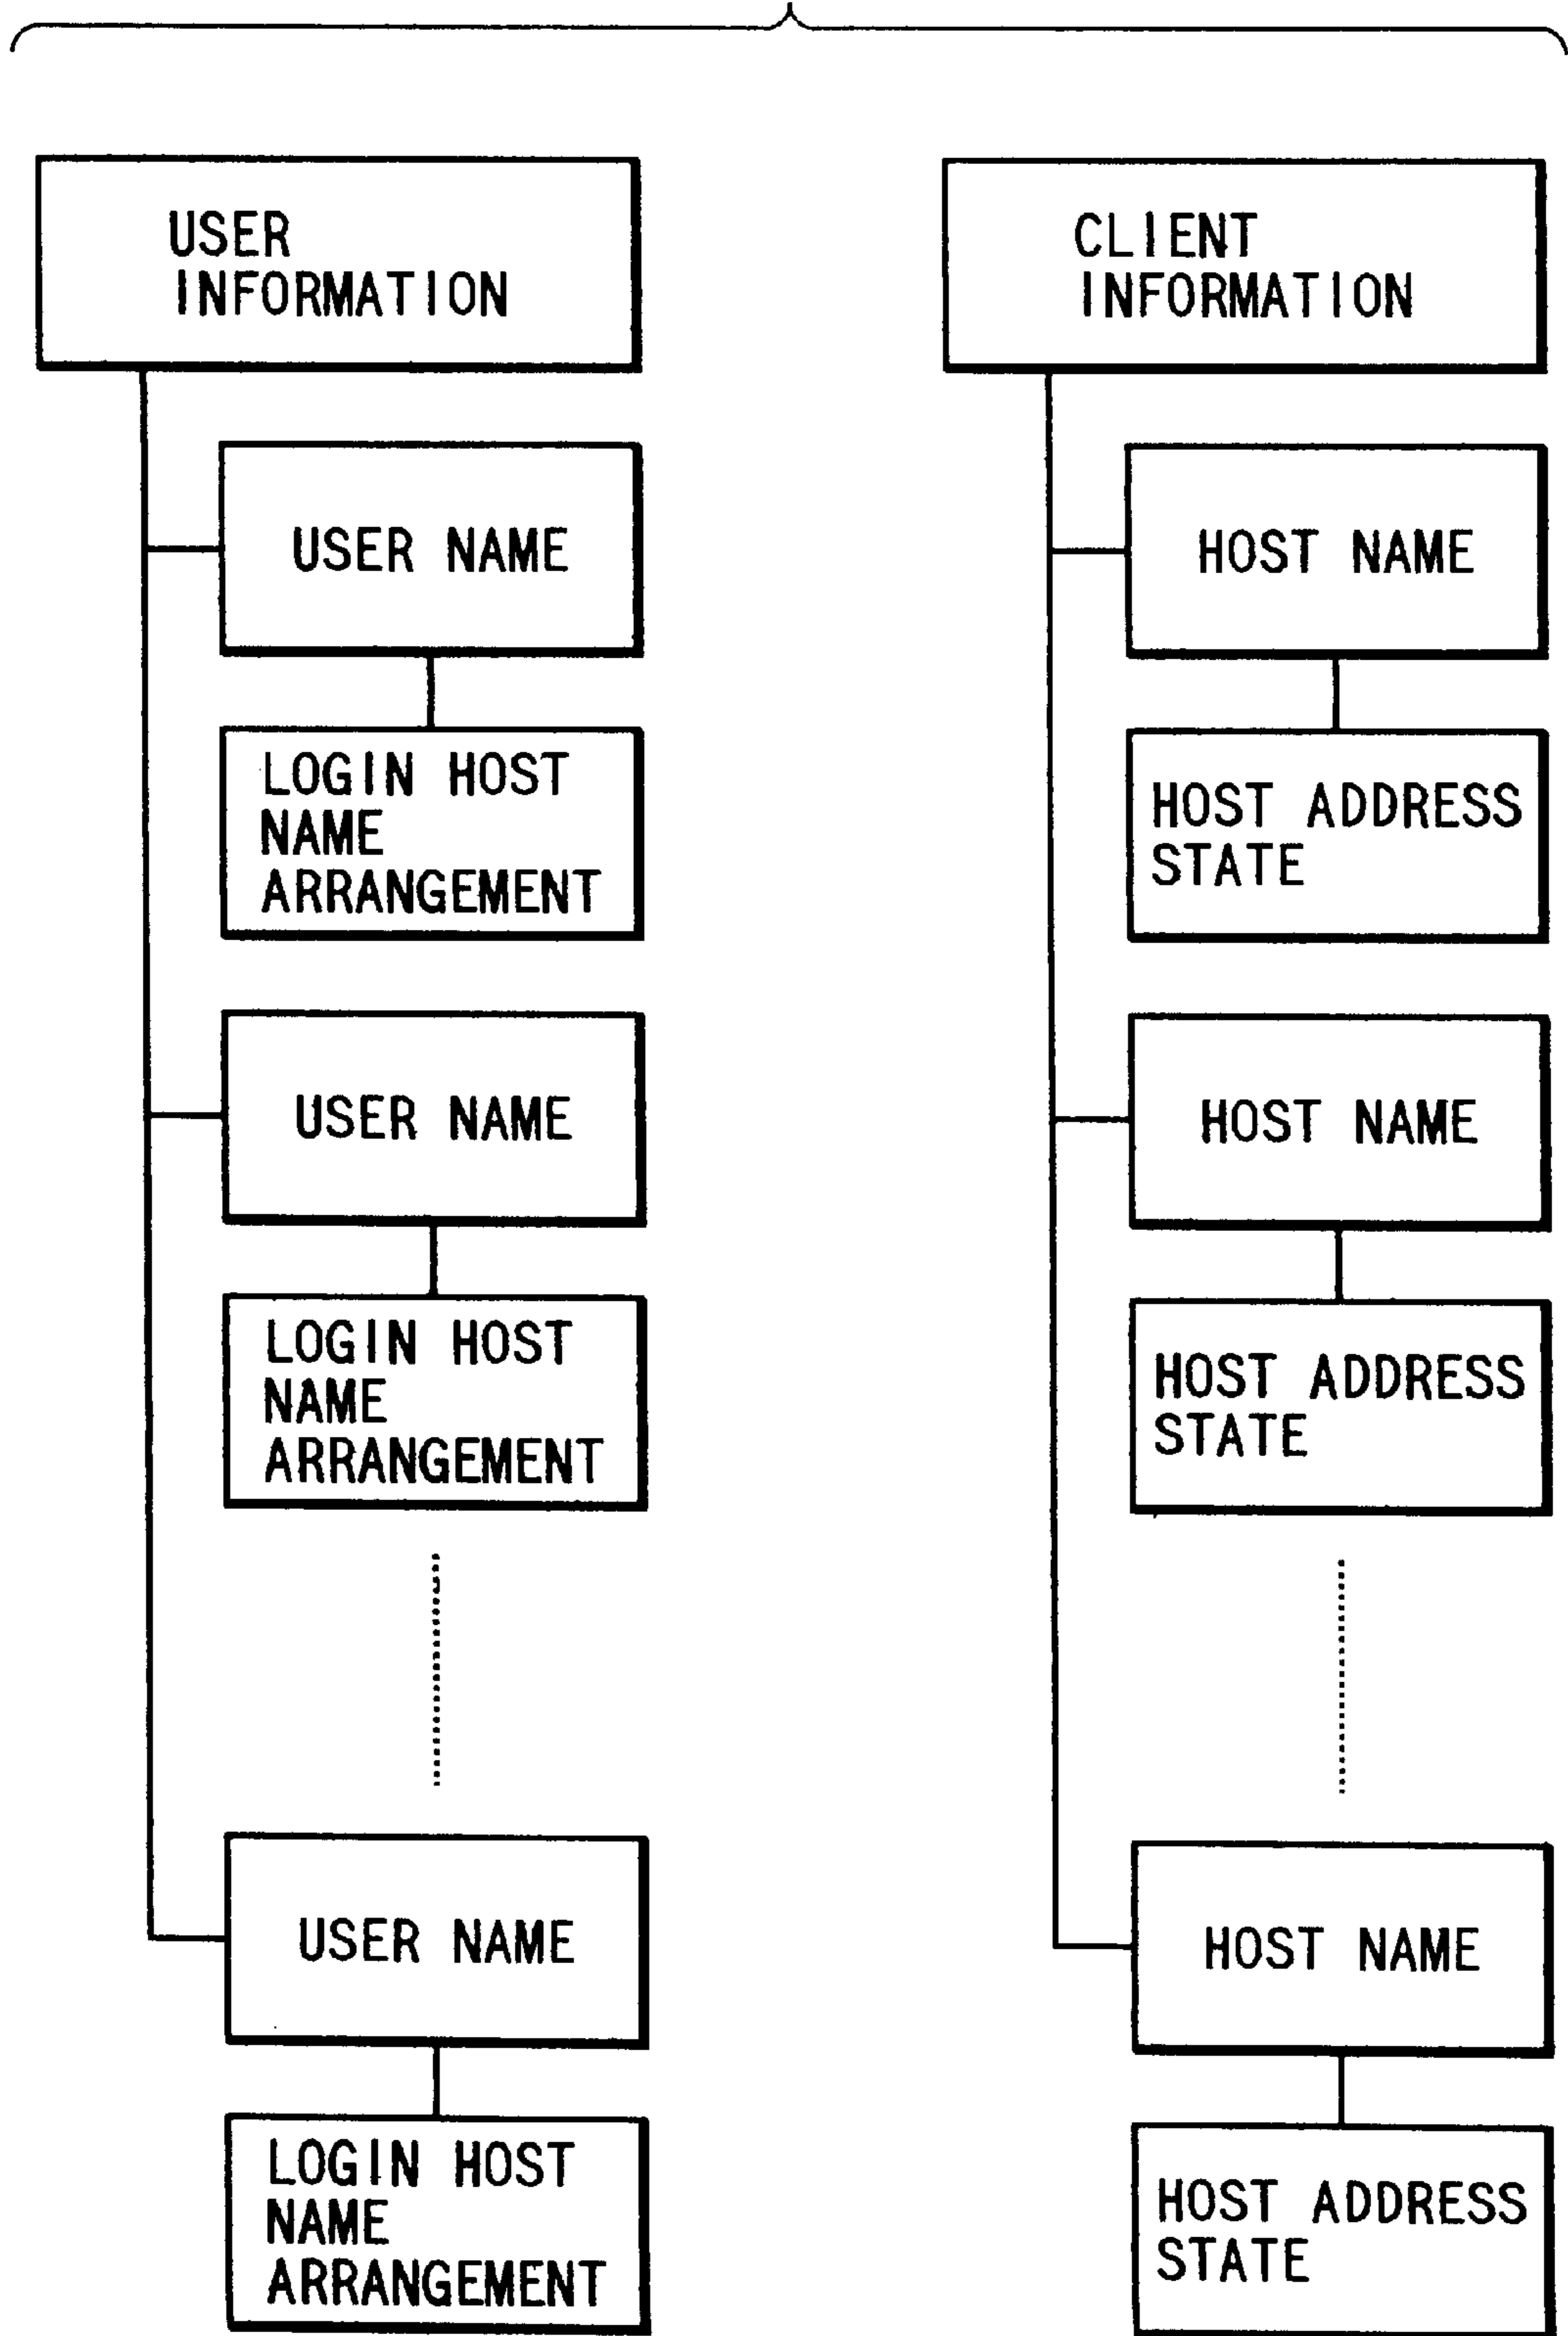 USER
INFORMATION
USER NAME
LOGIN HOST
NAME
ARRANGEMENT
USER NAME
LOGIN HOST
NAME
ARRANGEMENT
USER NAME
LOGIN HOST
NAME
ARRANGEMENT
CLIENT
INFORMATION
HOST NAME
HOST ADDRESS
STATE
HOST NAME
HOST ADDRESS
STATE
HOST NAME
HOST ADDRESS
STATE